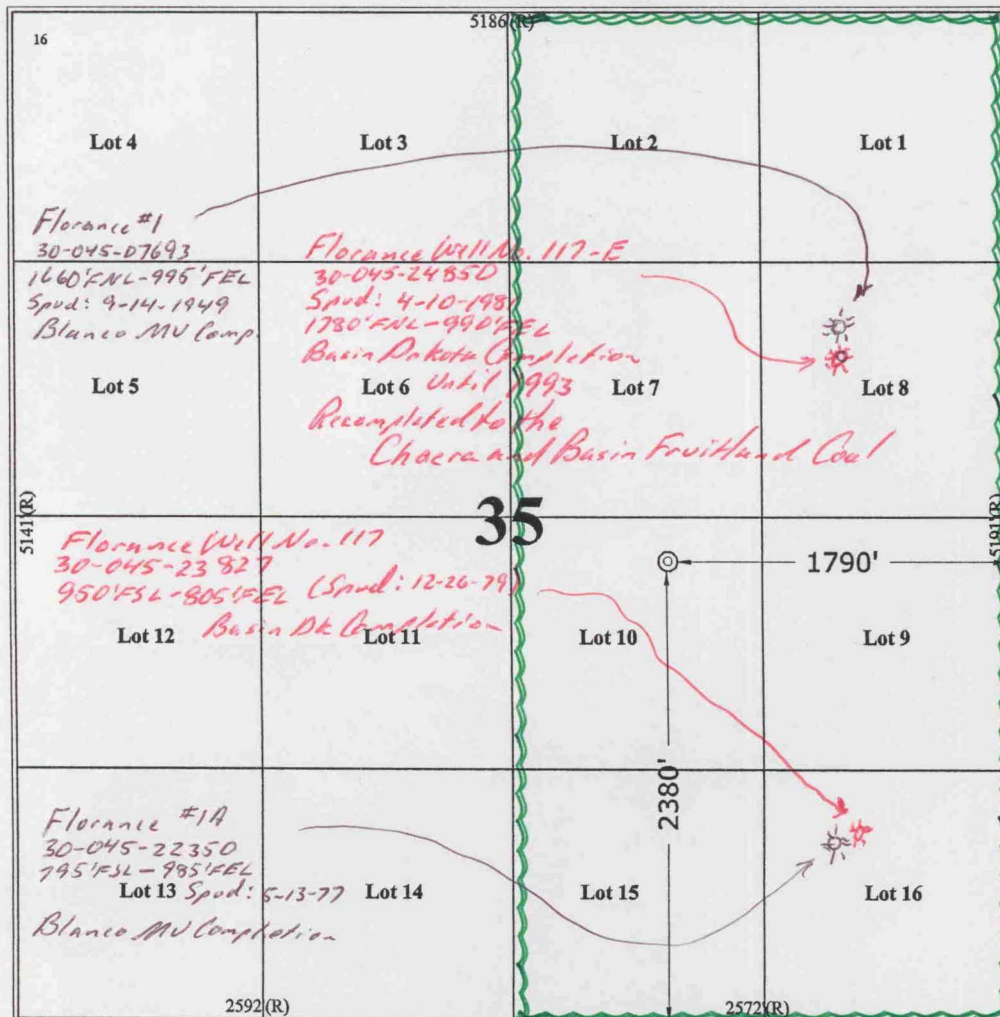 5186'(R)
16
Lot 4
Lot 3
Lot 2
Lot 1
Florance #1
30-045-07693
1660'FNL-995'FEL
Spud: 9-14-1949
Blanco MV Comp.
Florance Well No. 117-E
30-045-24850
Spud: 4-10-1981
1780'FNL-990'FEL
Basin Dakota Completion
Until 1993
Recompleted to the
Chacra and Basin Fruitland Coal
Lot 5
Lot 6
Lot 7
Lot 8
35
5141'(R)
5191'(R)
1790'
Florance Well No. 117
30-045-23827
950'FSL-805'FEL (Spud: 12-26-79)
Basin DK Completion
Lot 12
Lot 11
Lot 10
Lot 9
2380'
Florance #1A
30-045-22350
795'FSL-985'FEL
Spud: 5-13-77
Blanco MV Completion
Lot 13
Lot 14
Lot 15
Lot 16
2592'(R)
2572'(R)